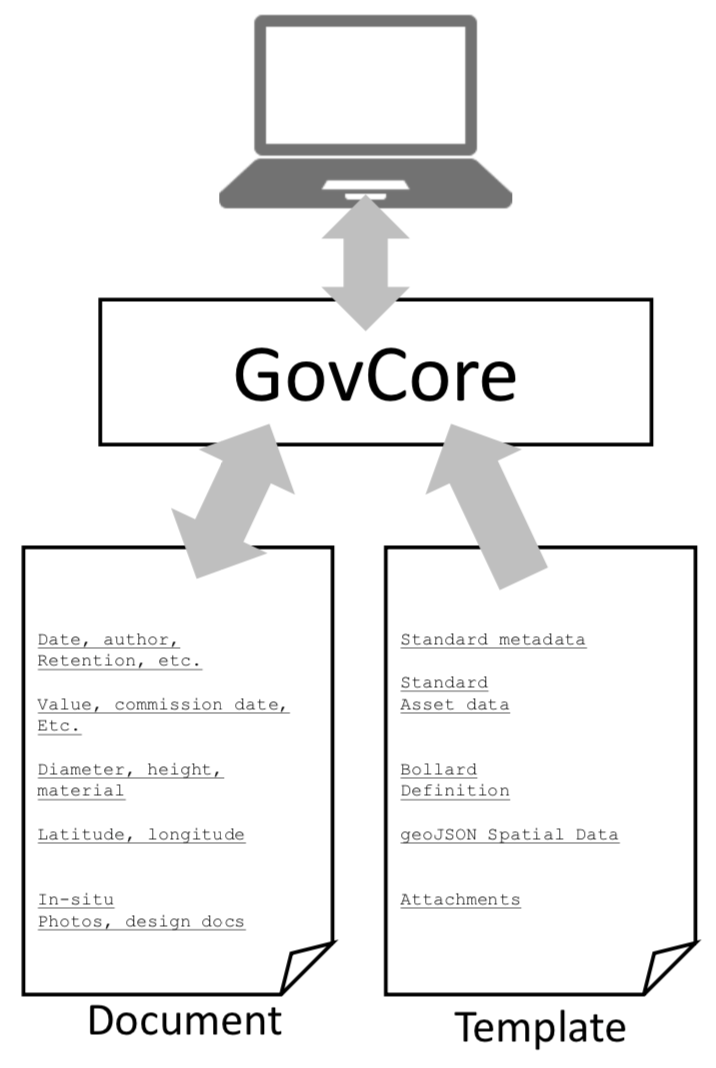 GovCore
Date, author,
Retention, etc.
Value, commission date,
Etc.
Diameter, height,
material
Latitude, longitude
In-situ
Photos, design docs
Document
Standard metadata
Standard
Asset data
Bollard
Definition
geoJSON Spatial Data
Attachments
Template